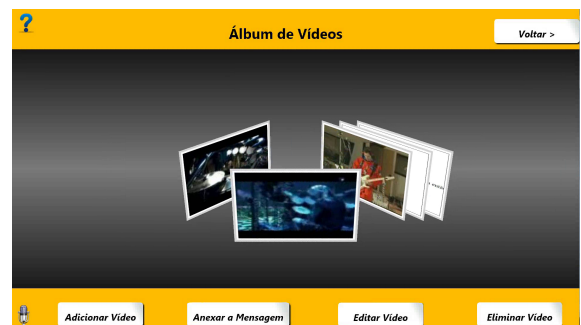 ?
Álbum de Vídeos
Voltar >
Adicionar Vídeo
Anexar a Mensagem
Editar Vídeo
Eliminar Vídeo